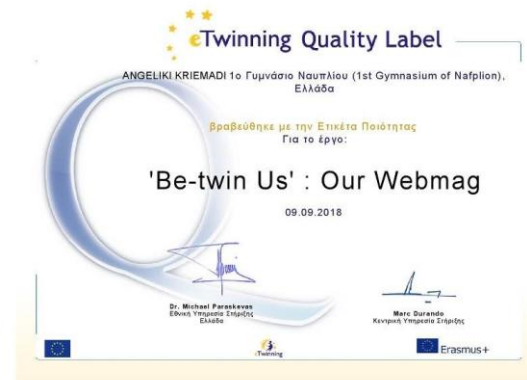 eTwinning Quality Label
ANGELIKI KRIEMADI 1ο Γυμνάσιο Ναυπλίου (1st Gymnasium of Nafplion),
Ελλάδα
βραβεύθηκε με την Ετικέτα Ποιότητας
Για το έργο:
'Be-twin Us' : Our Webmag
09.09.2018
Dr. Michael Paraskevas
Εθνική Υπηρεσία Στήριξης
Ελλάδα
Marc Durando
Κεντρική Υπηρεσία Στήριξης
eTwinning
Erasmus+